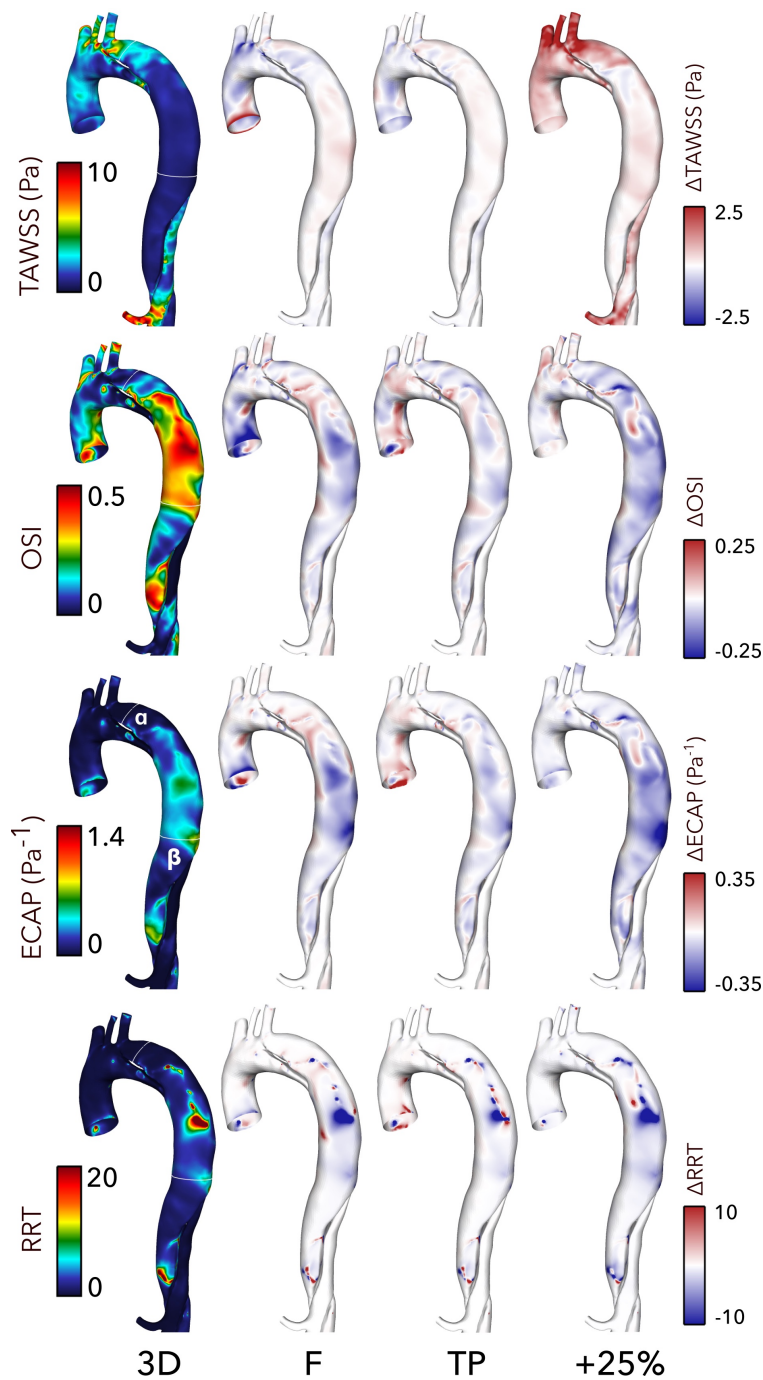 TAWSS (Pa)
10
0
ΔTAWSS (Pa)
2.5
-2.5
OSI
0.5
0
ΔOSI
0.25
-0.25
α
β
ECAP (Pa⁻¹)
1.4
0
ΔECAP (Pa⁻¹)
0.35
-0.35
RRT
20
0
ΔRRT
10
-10
3D F TP +25%